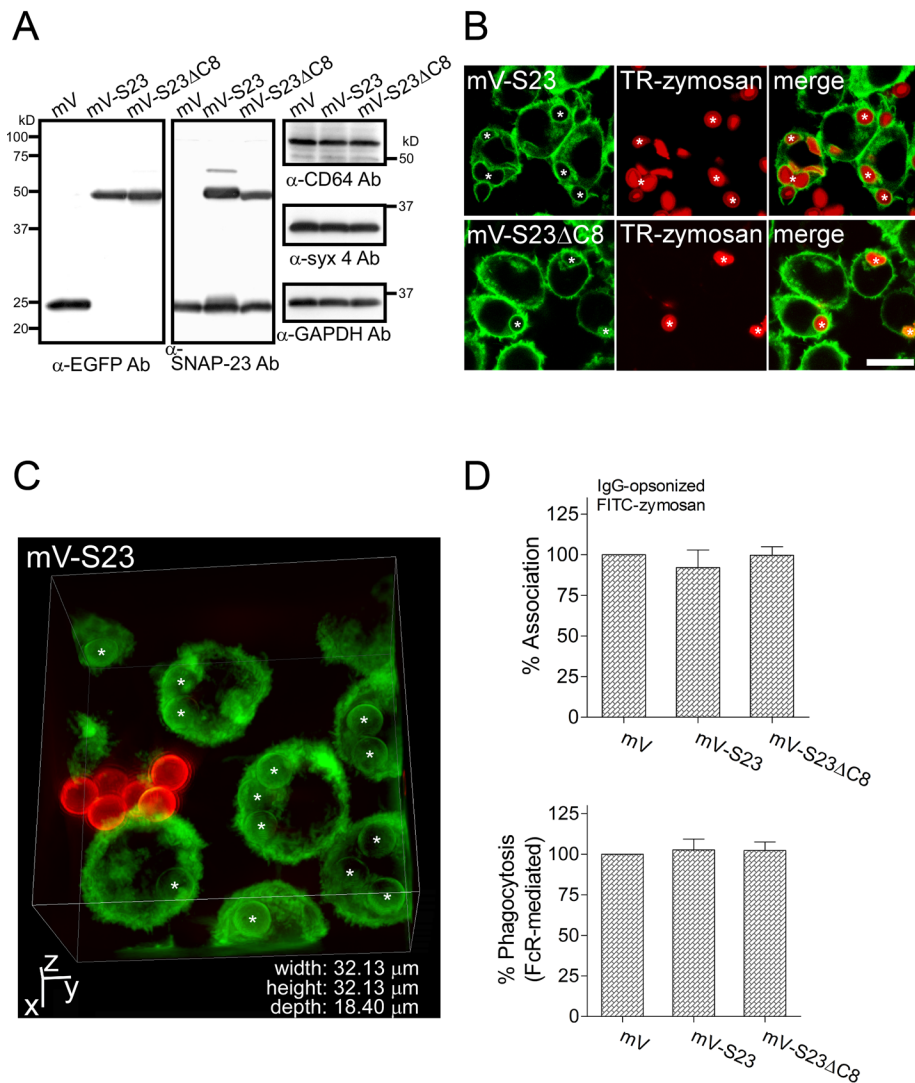 A
mV
mV-S23
mV-S23ΔC8
mV
mV-S23
mV-S23ΔC8
mV
mV-S23
mV-S23ΔC8
kD
100
75
50
37
25
20
α-EGFP Ab
α-
SNAP-23 Ab
kD
50
α-CD64 Ab
37
α-syx 4 Ab
37
α-GAPDH Ab
B
mV-S23
TR-zymosan
merge
* * * * *
* * * * *
* * * * *
mV-S23ΔC8
TR-zymosan
merge
* * *
* * *
* * *
C
mV-S23
*
*
*
*
*
*
*
*
*
*
*
*
*
z
y
x
width: 32.13 μm
height: 32.13 μm
depth: 18.40 μm
D
IgG-opsonized
FITC-zymosan
% Association
125
100
75
50
25
0
mV
mV-S23
mV-S23ΔC8
% Phagocytosis
(FcR-mediated)
125
100
75
50
25
0
mV
mV-S23
mV-S23ΔC8